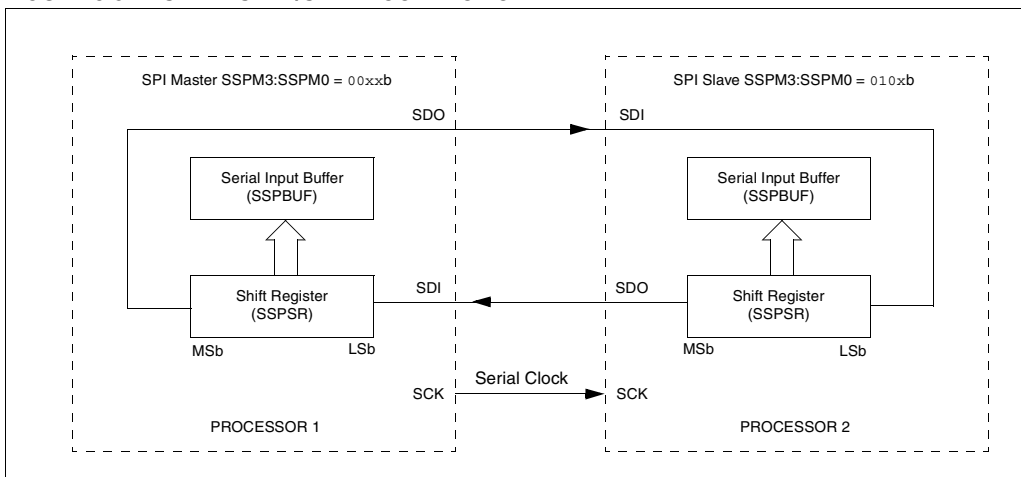 SPI Master SSPM3:SSPM0 = 00xxb
SPI Slave SSPM3:SSPM0 = 010xb
SDO
SDI
Serial Input Buffer
(SSPBUF)
Serial Input Buffer
(SSPBUF)
SDI
SDO
Shift Register
(SSPSR)
Shift Register
(SSPSR)
MSb
LSb
MSb
LSb
SCK
Serial Clock
SCK
PROCESSOR 1
PROCESSOR 2